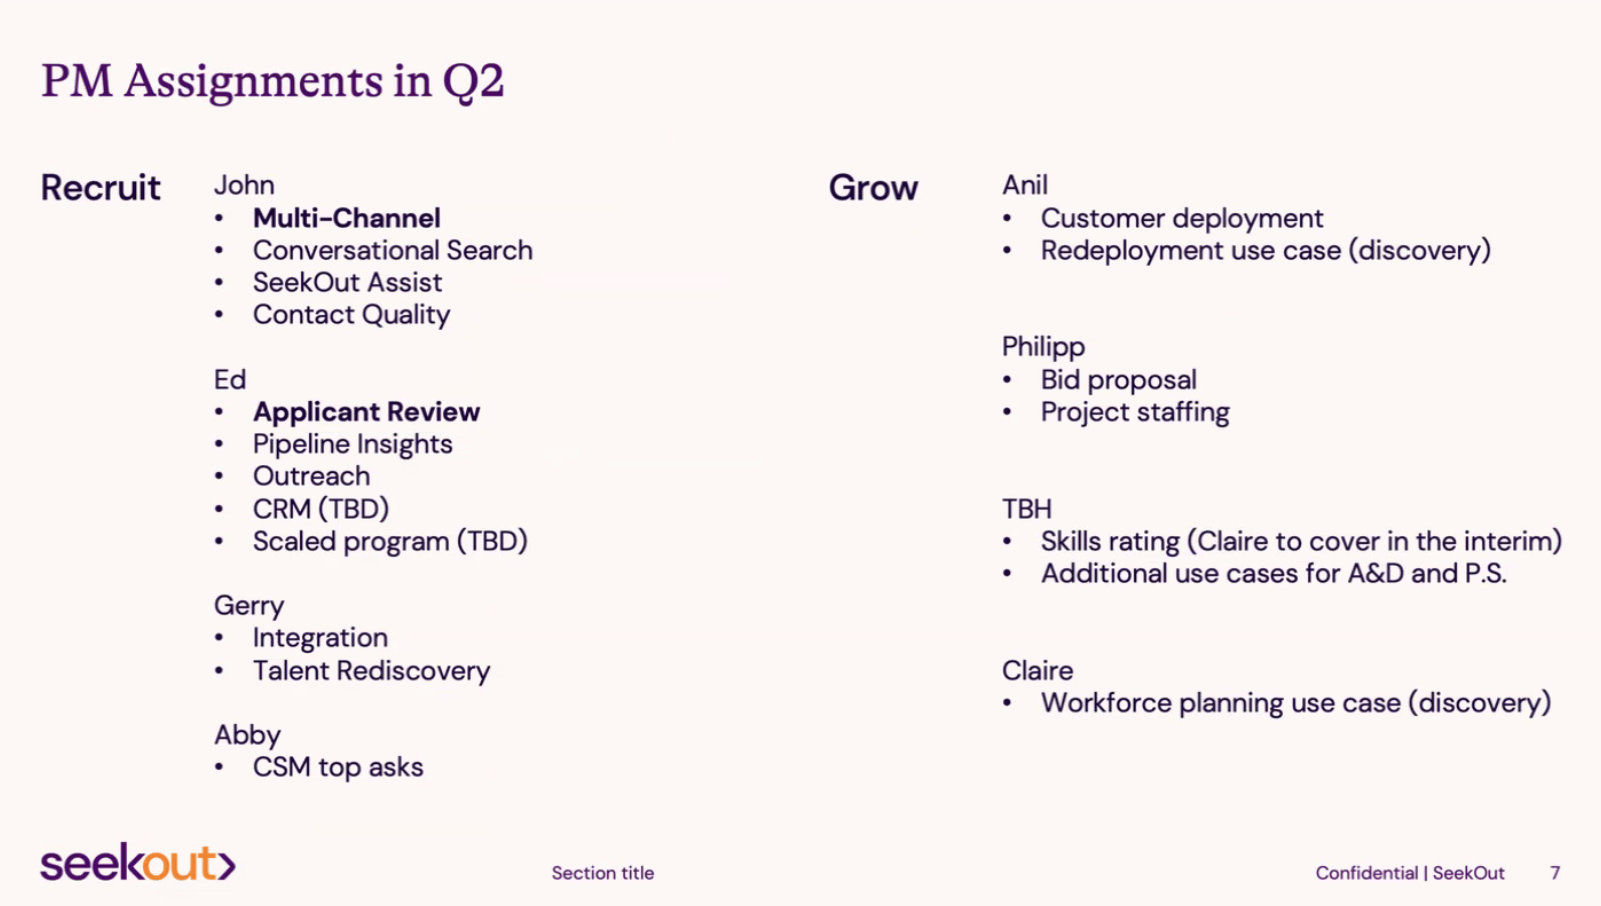 PM Assignments in Q2
Recruit
John
• Multi-Channel
• Conversational Search
• SeekOut Assist
• Contact Quality
Ed
• Applicant Review
• Pipeline Insights
• Outreach
• CRM (TBD)
• Scaled program (TBD)
Gerry
• Integration
• Talent Rediscovery
Abby
• CSM top asks
Grow
Anil
• Customer deployment
• Redeployment use case (discovery)
Philipp
• Bid proposal
• Project staffing
TBH
• Skills rating (Claire to cover in the interim)
• Additional use cases for A&D and P.S.
Claire
• Workforce planning use case (discovery)
seekout
Section title
Confidential | SeekOut 7